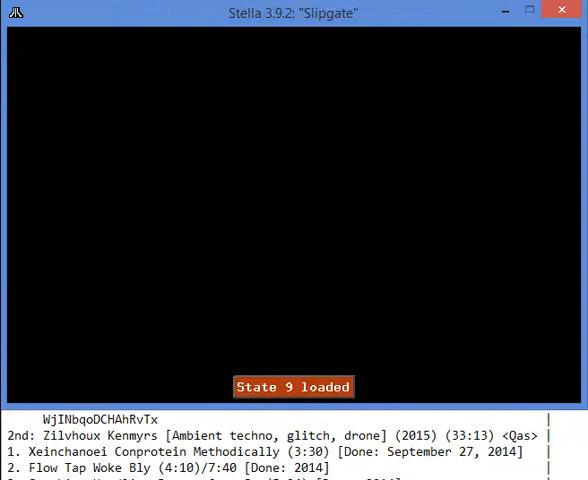 Stella 3.9.2: "Slipgate"
State 9 loaded
WjINbqoDCHAhRvTx |
2nd: Zilvhoux Kenmyrs [Ambient techno, glitch, drone] (2015) (33:13) <Qas> |
1. Xeinchanoei Conprotein Methodically (3:30) [Done: September 27, 2014] |
2. Flow Tap Woke Bly (4:10)/7:40 [Done: 2014] |